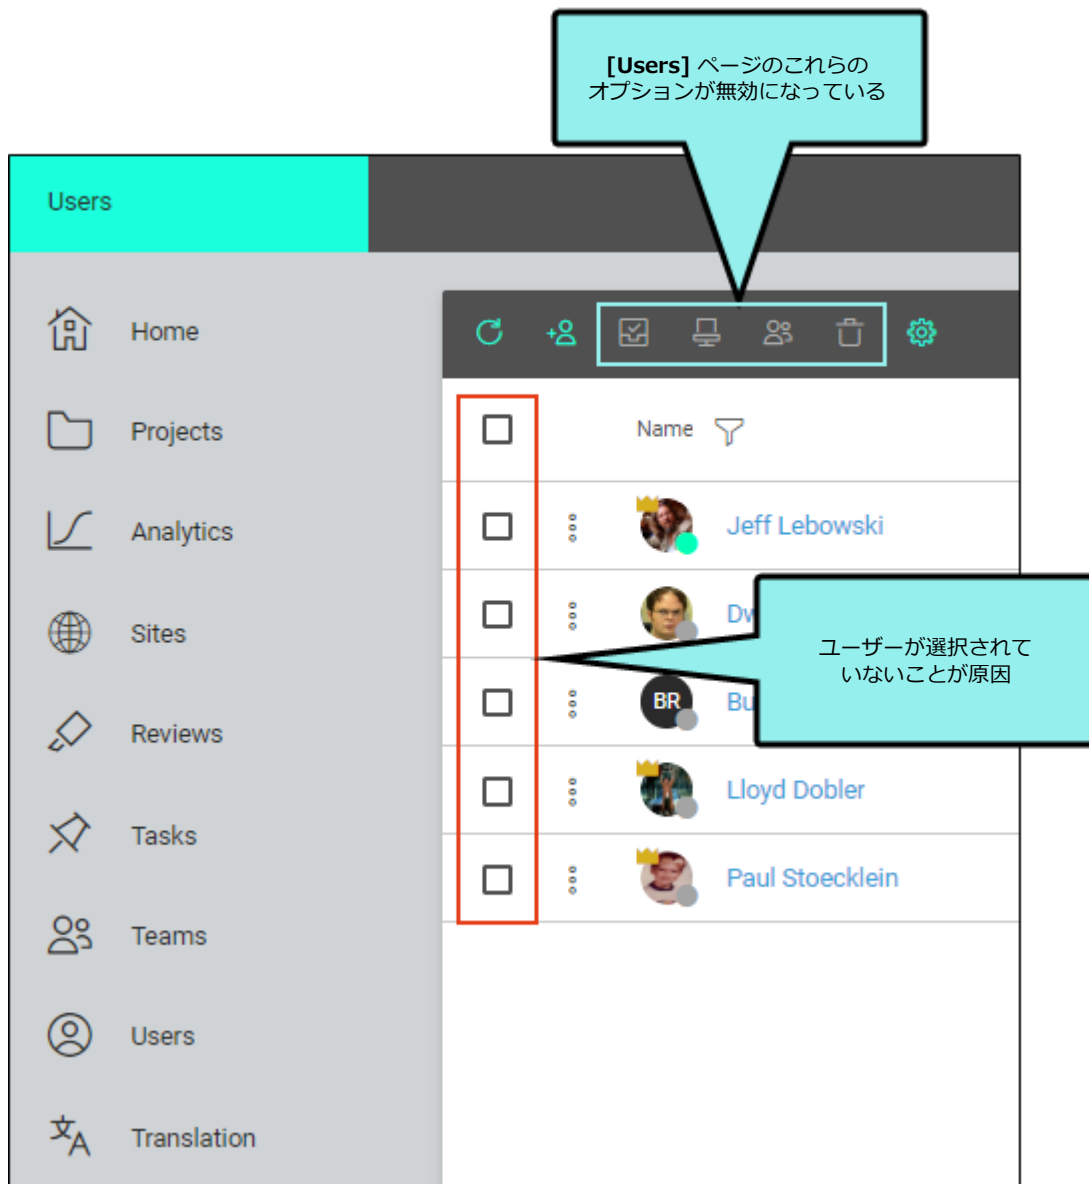 [Users] ページのこれらの
オプションが無効になっている
Users
Home
Projects
Analytics
Sites
Reviews
Tasks
Teams
Users
Translation
Name
Jeff Lebowski
Dw
BR
Bu
Lloyd Dobler
Paul Stoecklein
ユーザーが選択されて
いないことが原因